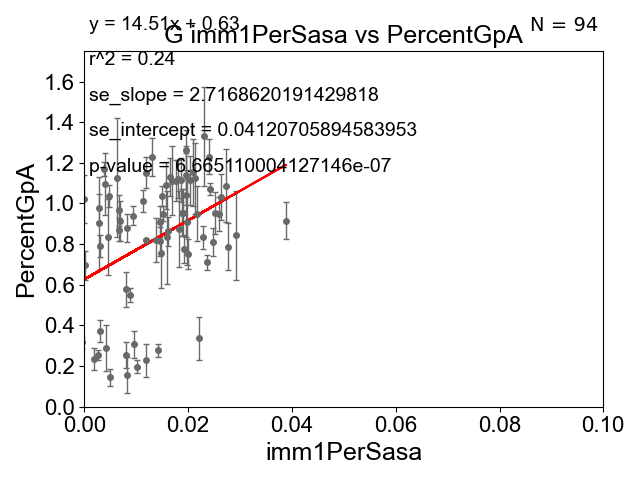 y = 14.51x + 0.63
N = 94
G imm1PerSasa vs PercentGpA
r^2 = 0.24
se_slope = 2.7168620191429818
se_intercept = 0.04120705894583953
p-value = 6.665110004127146e-07
PercentGpA
1.6
1.4
1.2
1.0
0.8
0.6
0.4
0.2
0.0
0.00 0.02 0.04 0.06 0.08 0.10
imm1PerSasa